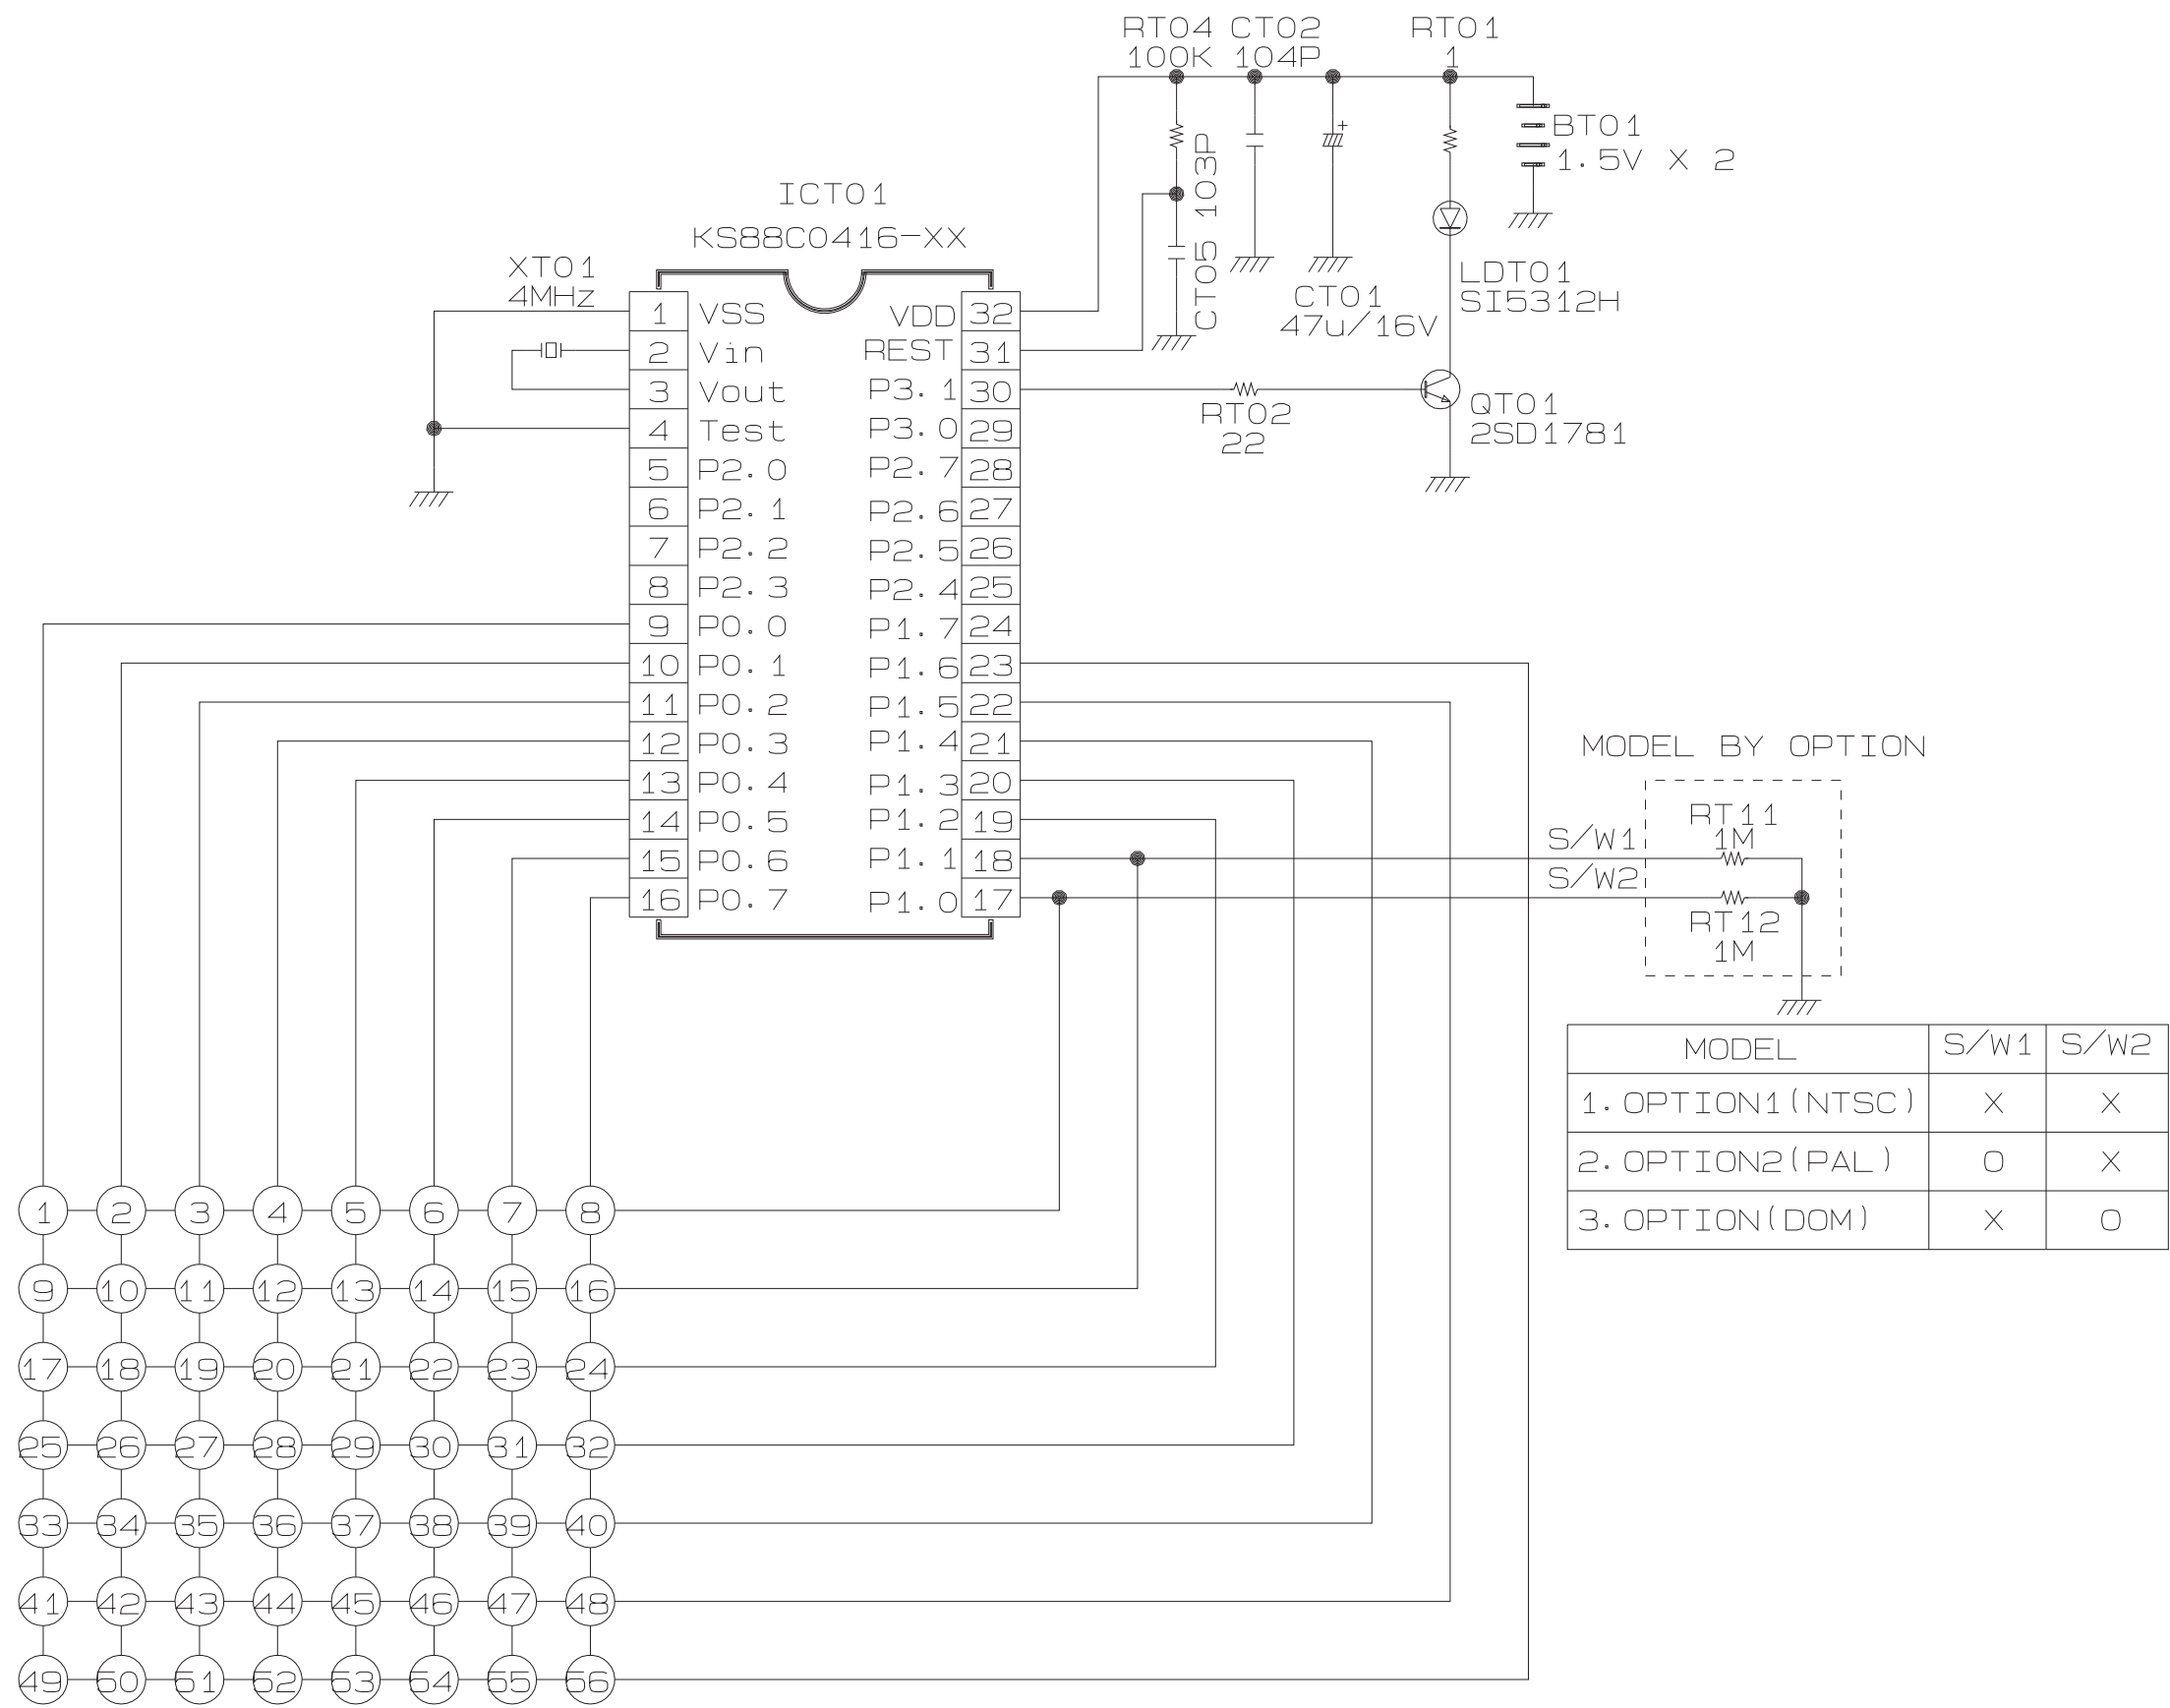 RT04 CT02 RT01
100K 104P 1
BT01
1.5V X 2
CT05 103P
ICT01
KS88C0416-XX
XT01
4MHz
LDT01
SI5312H
CT01
47u/16V
+
RT02
22
QT01
2SD1781
1 VSS VDD 32
2 Vin REST 31
3 Vout P3.1 30
4 Test P3.0 29
5 P2.0 P2.7 28
6 P2.1 P2.6 27
7 P2.2 P2.5 26
8 P2.3 P2.4 25
9 P0.0 P1.7 24
10 P0.1 P1.6 23
11 P0.2 P1.5 22
12 P0.3 P1.4 21
13 P0.4 P1.3 20
14 P0.5 P1.2 19
15 P0.6 P1.1 18
16 P0.7 P1.0 17
MODEL BY OPTION
RT11
1M
S/W1
S/W2
RT12
1M
MODEL S/W1 S/W2
1.OPTION1(NTSC) X X
2.OPTION2(PAL) O X
3.OPTION(DOM) X O
1 2 3 4 5 6 7 8
9 10 11 12 13 14 15 16
17 18 19 20 21 22 23 24
25 26 27 28 29 30 31 32
33 34 35 36 37 38 39 40
41 42 43 44 45 46 47 48
49 50 51 52 53 54 55 56